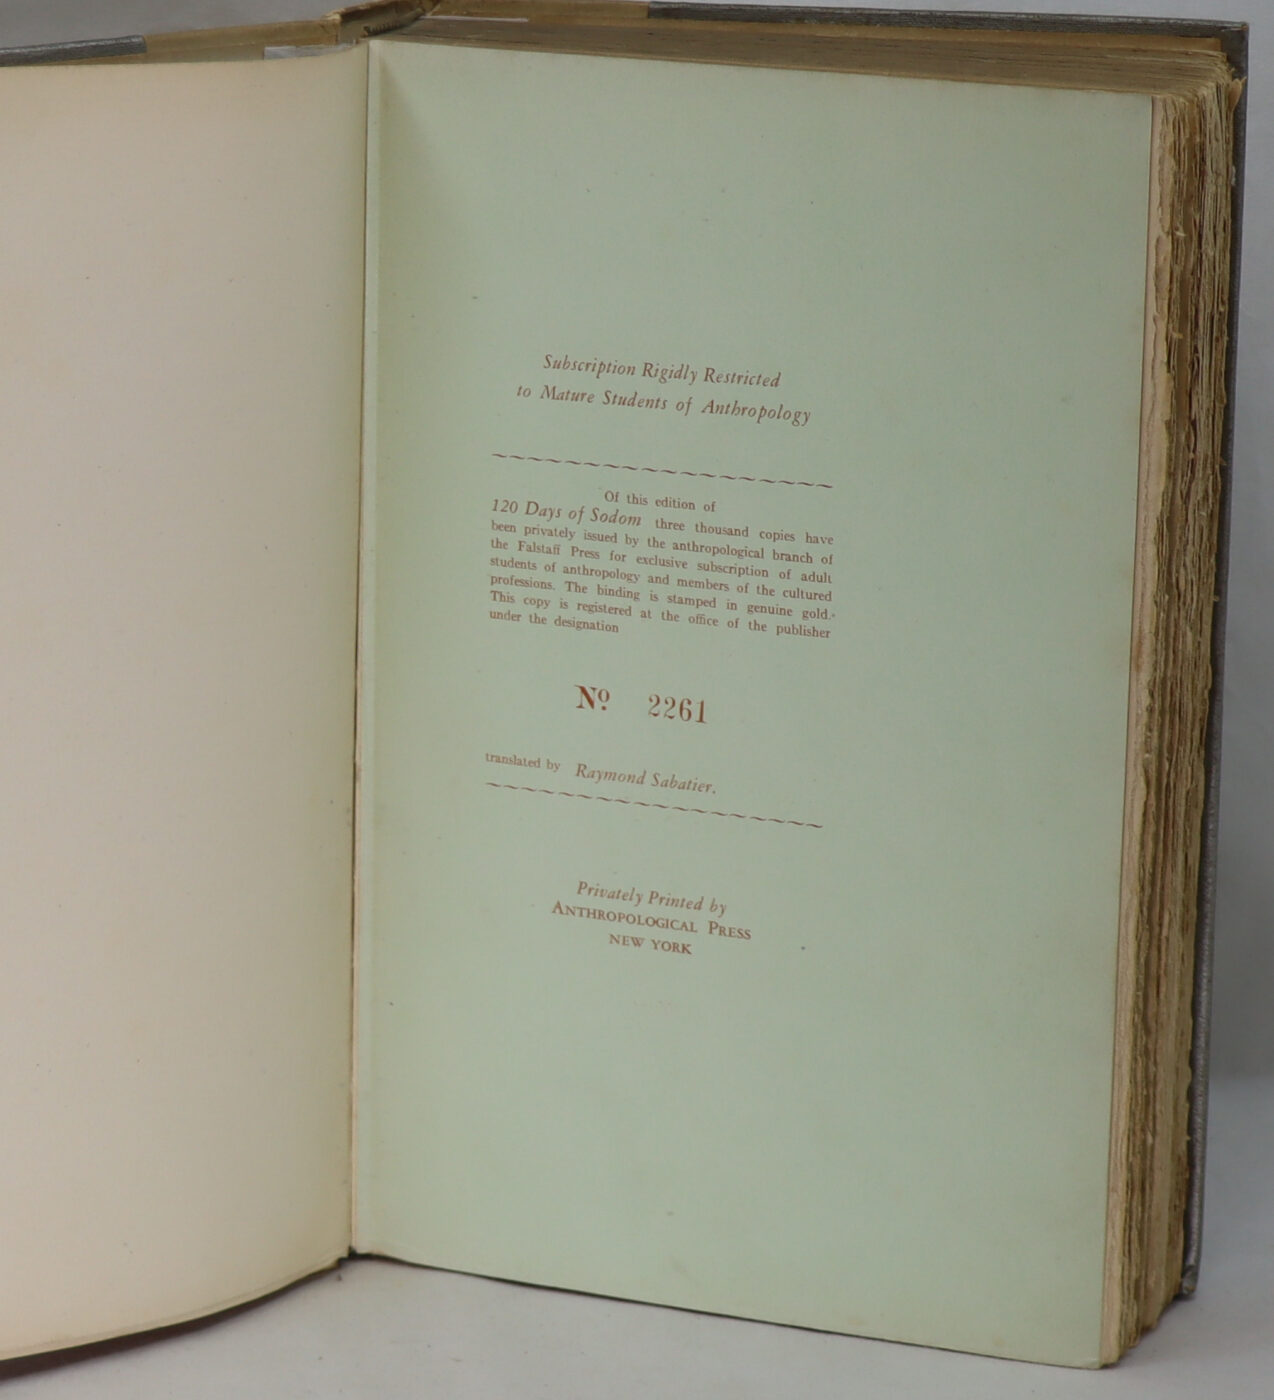 Subscription Rigidly Restricted
to Mature Students of Anthropology
Of this edition of
120 Days of Sodom three thousand copies have
been privately issued by the anthropological branch of
the Falstaff Press for exclusive subscription of adult
students of anthropology and members of the cultured
professions. The binding is stamped in genuine gold.
This copy is registered at the office of the publisher
under the designation
Nº 2261
translated by Raymond Sabatier.
Privately Printed by
ANTHROPOLOGICAL PRESS
NEW YORK